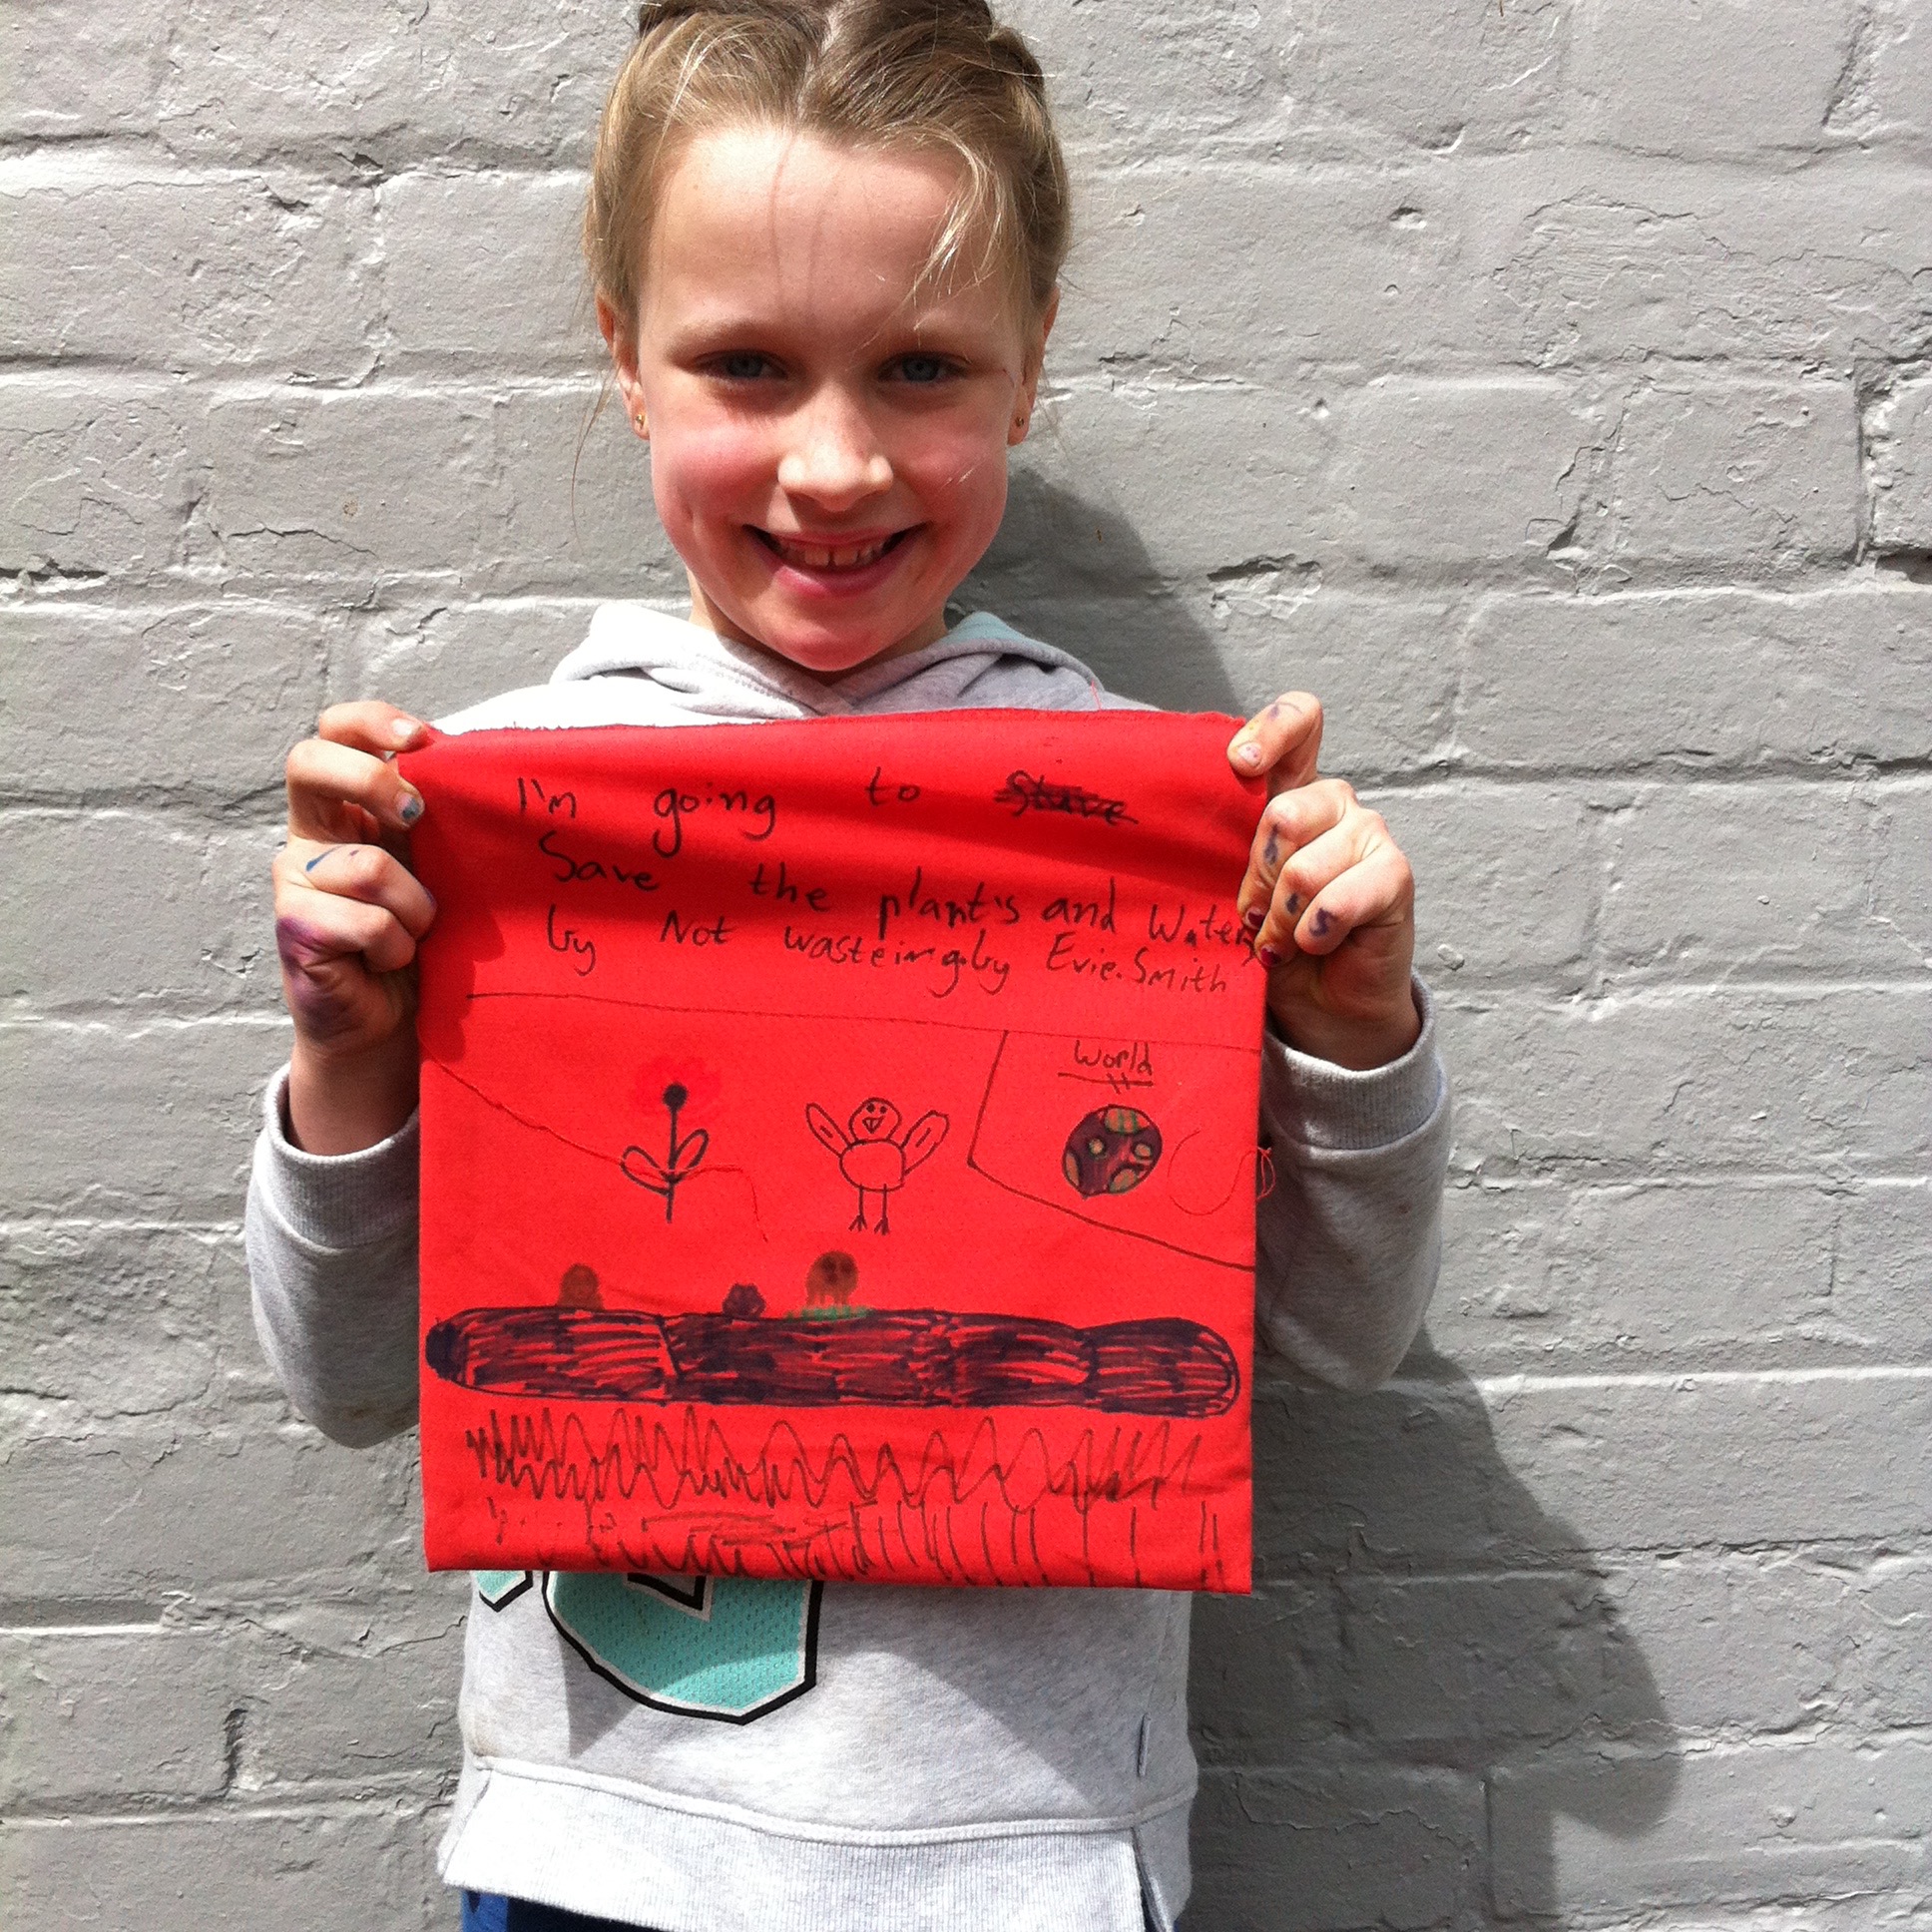 I'm going to
Save the plant's and Water
by Not wasteing.by Evie.Smith
World